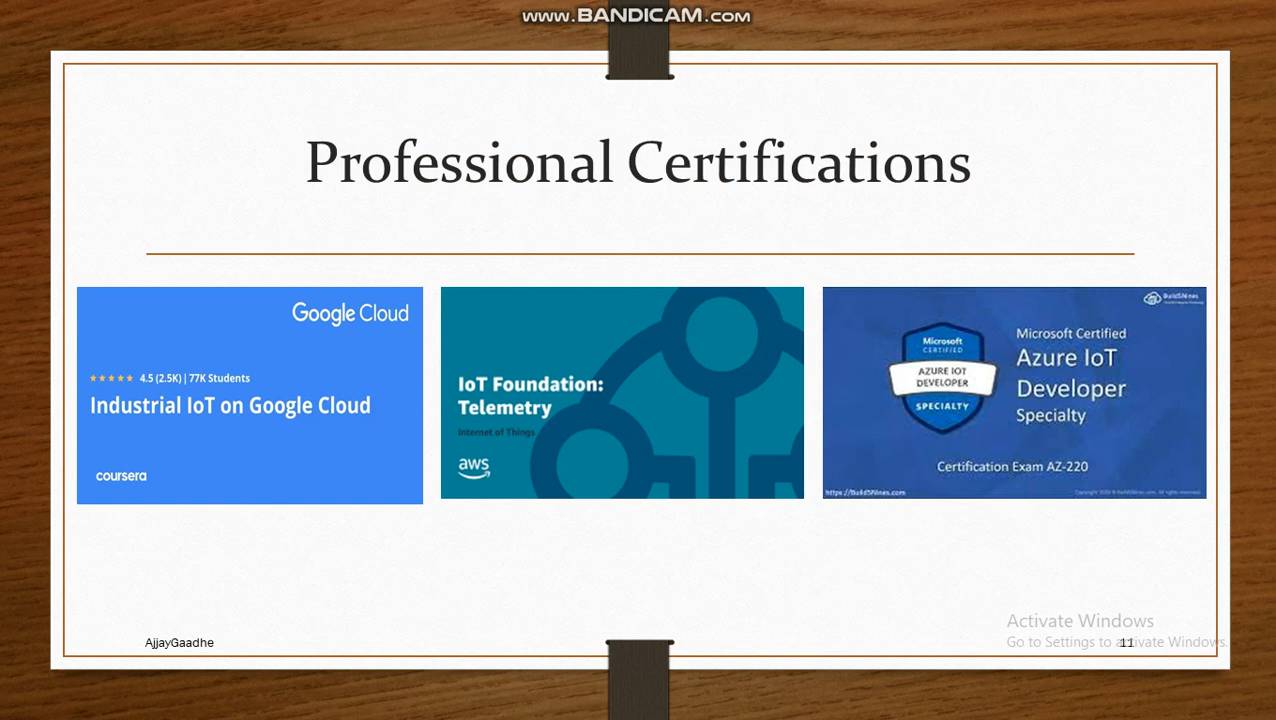 www.BANDICAM.com
Professional Certifications
Google Cloud
4.5 (2.5K) | 77K Students
Industrial IoT on Google Cloud
coursera
IoT Foundation:
Telemetry
Internet of Things
aws
Build5Nines
Microsoft
CERTIFIED
AZURE IOT
DEVELOPER
SPECIALTY
Microsoft Certified
Azure IoT
Developer
Specialty
Certification Exam AZ-220
https://Build5Nines.com
AjjayGaadhe
Activate Windows
Go to Settings to activate Windows.
11